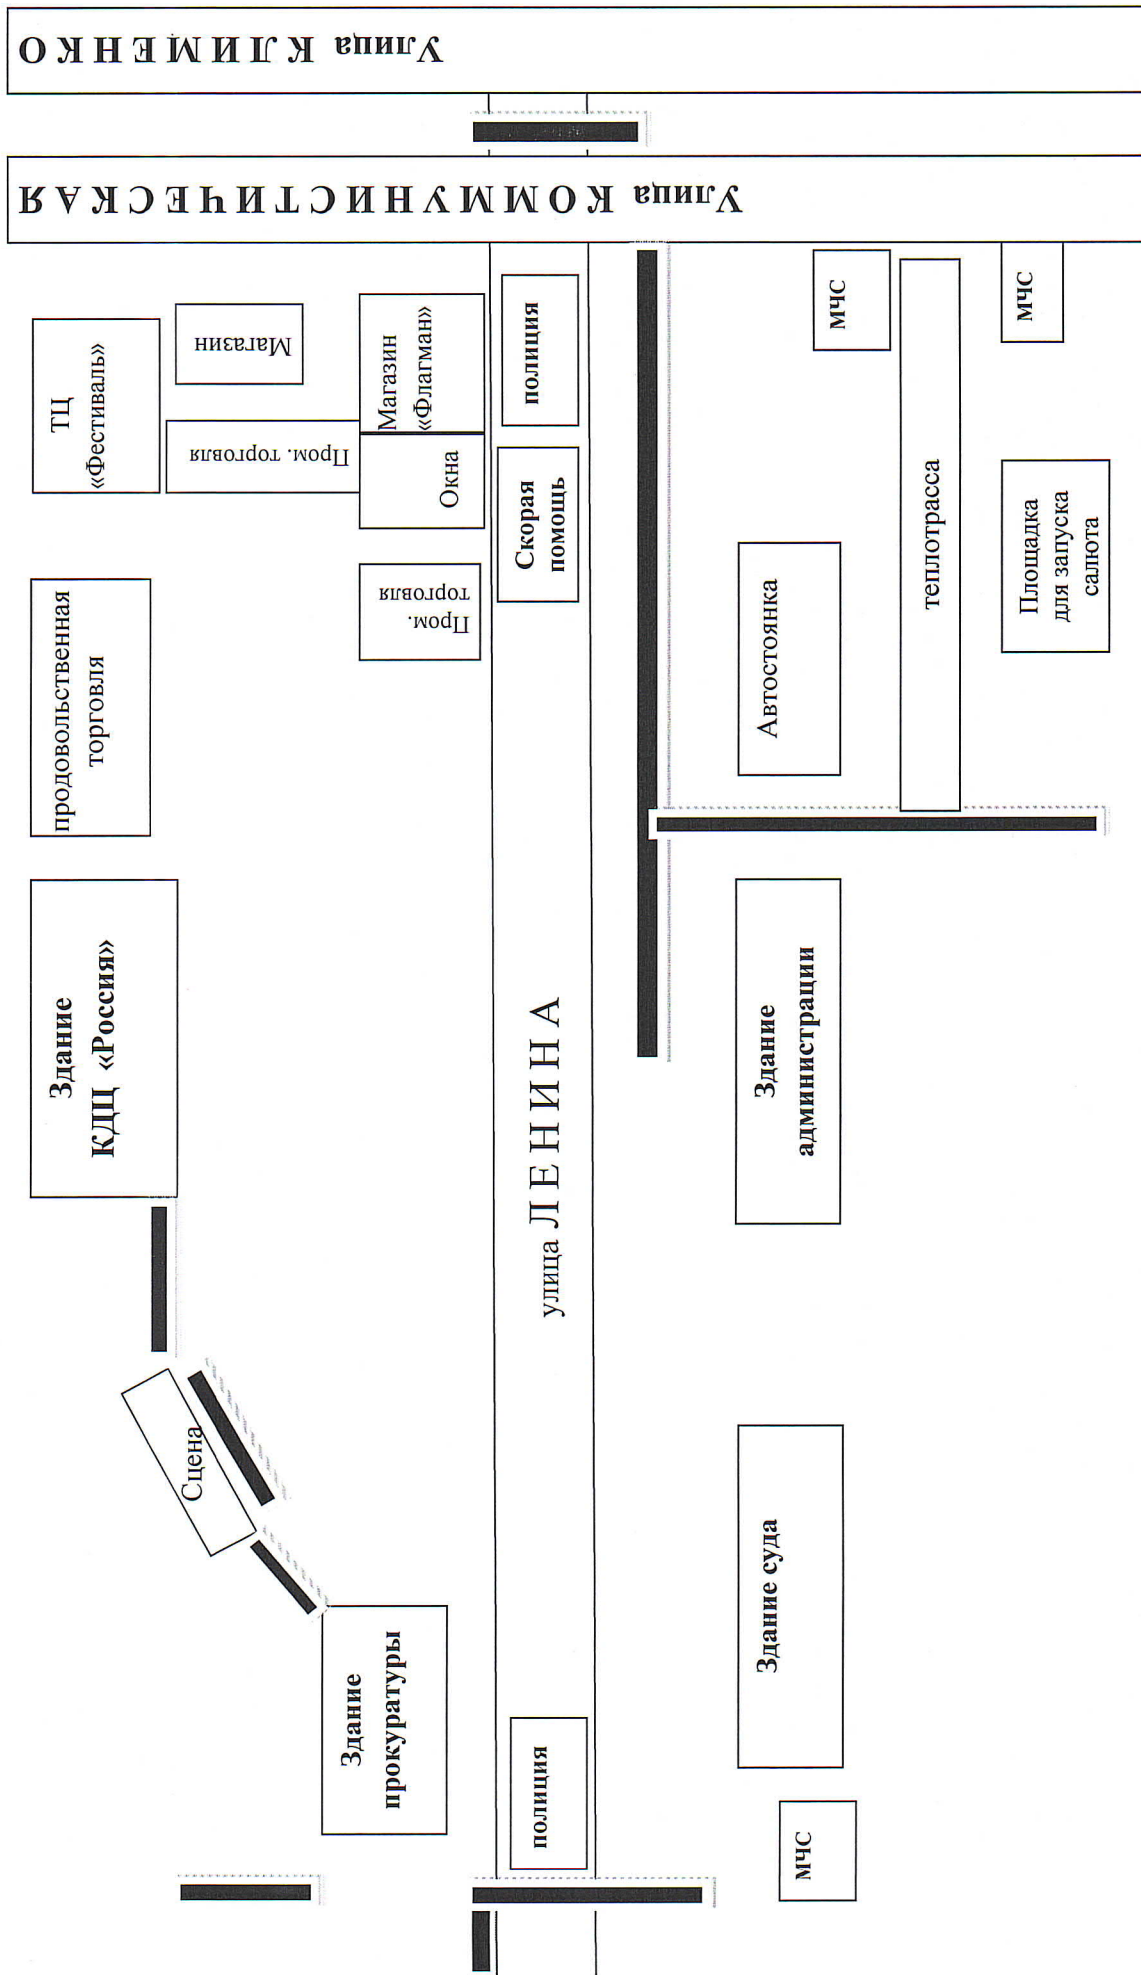 Улица КЛИМЕНКО
Улица КОММУНИСТИЧЕСКАЯ
ТЦ
«Фестиваль»
Магазин
Пром. торговля
Магазин
«Флагман»
Окна
Пром.
торговля
продовольственная
торговля
Здание
КДЦ «Россия»
Сцена
Здание
прокуратуры
полиция
Скорая
помощь
улица ЛЕНИНА
полиция
МЧС
теплотрасса
МЧС
Автостоянка
Площадка
для запуска
салюта
Здание
администрации
Здание суда
МЧС